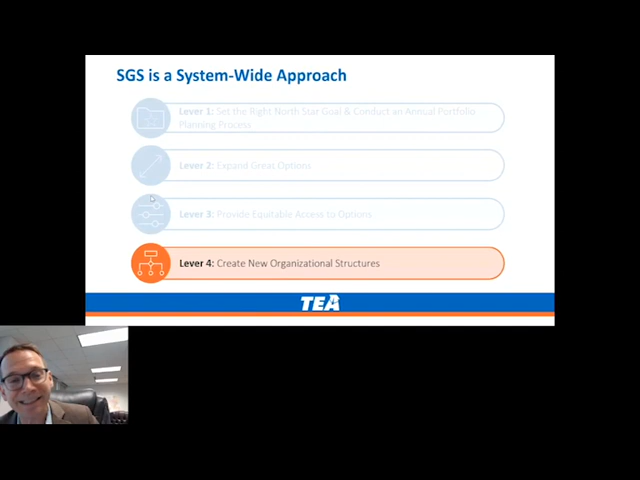 SGS is a System-Wide Approach
Lever 1: Set the Right North Star Goal & Conduct an Annual Portfolio
Planning Process
Lever 2: Expand Great Options
Lever 3: Provide Equitable Access to Options
Lever 4: Create New Organizational Structures
TEA